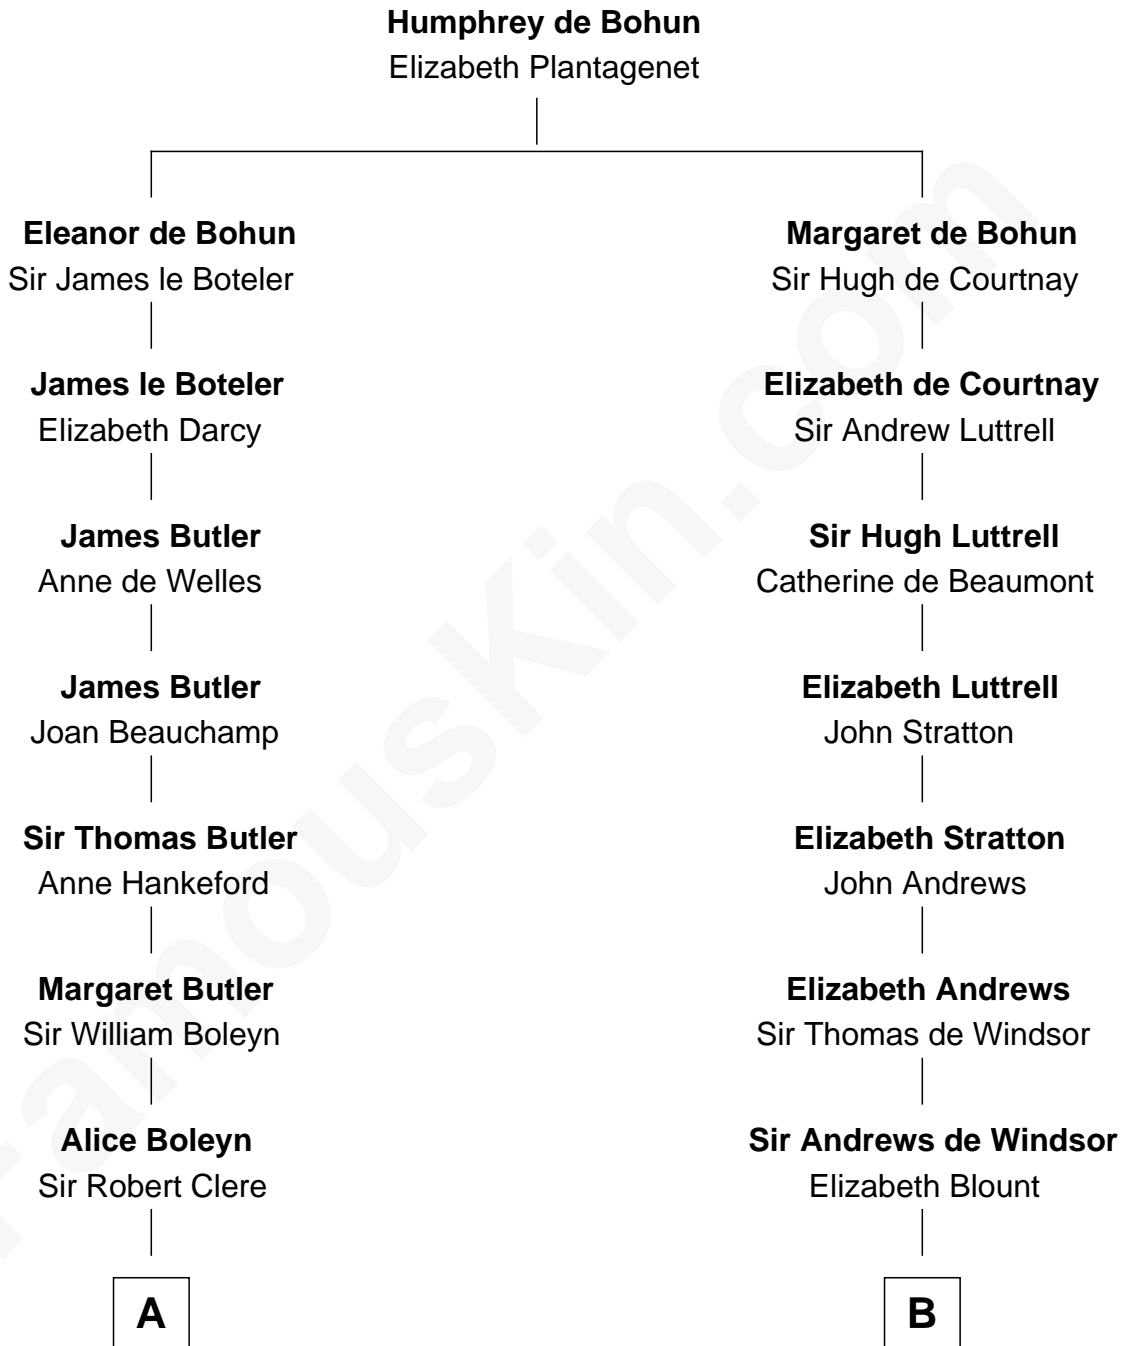 Humphrey de Bohun
Elizabeth Plantagenet
Eleanor de Bohun
Sir James le Boteler
Margaret de Bohun
Sir Hugh de Courtnay
James le Boteler
Elizabeth Darcy
Elizabeth de Courtnay
Sir Andrew Luttrell
James Butler
Anne de Welles
Sir Hugh Luttrell
Catherine de Beaumont
James Butler
Joan Beauchamp
Elizabeth Luttrell
John Stratton
Sir Thomas Butler
Anne Hankeford
Elizabeth Stratton
John Andrews
Margaret Butler
Sir William Boleyn
Elizabeth Andrews
Sir Thomas de Windsor
Alice Boleyn
Sir Robert Clere
Sir Andrews de Windsor
Elizabeth Blount
A
B
FamousKin.com